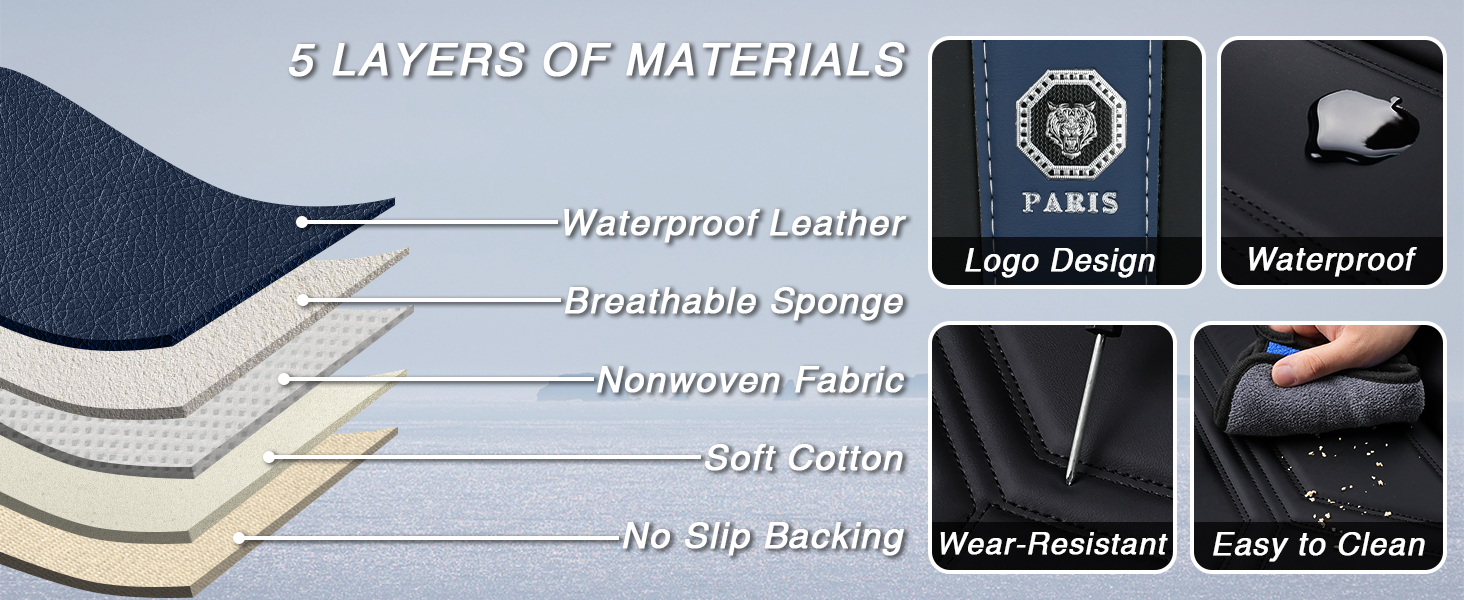 5 LAYERS OF MATERIALS
Waterproof Leather
Breathable Sponge
Nonwoven Fabric
Soft Cotton
No Slip Backing
PARIS
Logo Design
Waterproof
Wear-Resistant
Easy to Clean